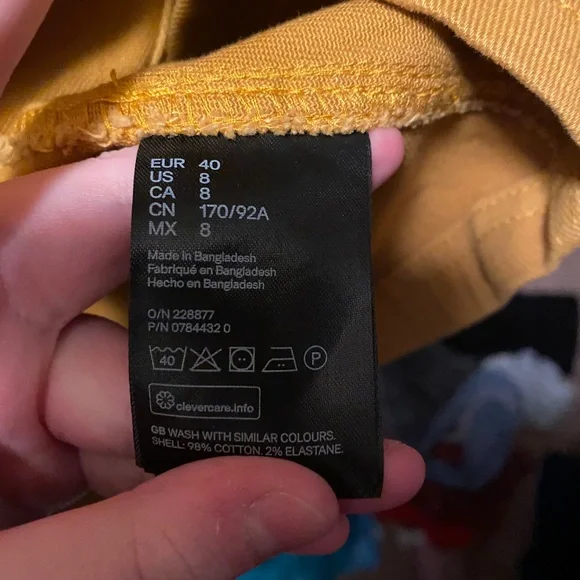 EUR 40
US 8
CA 8
CN 170/92A
MX 8
Made in Bangladesh
Fabriqué en Bangladesh
Hecho en Bangladesh
O/N 228877
P/N 0784432 0
40 P
clevercare.info
GB WASH WITH SIMILAR COLOURS.
SHELL: 98% COTTON. 2% ELASTANE.